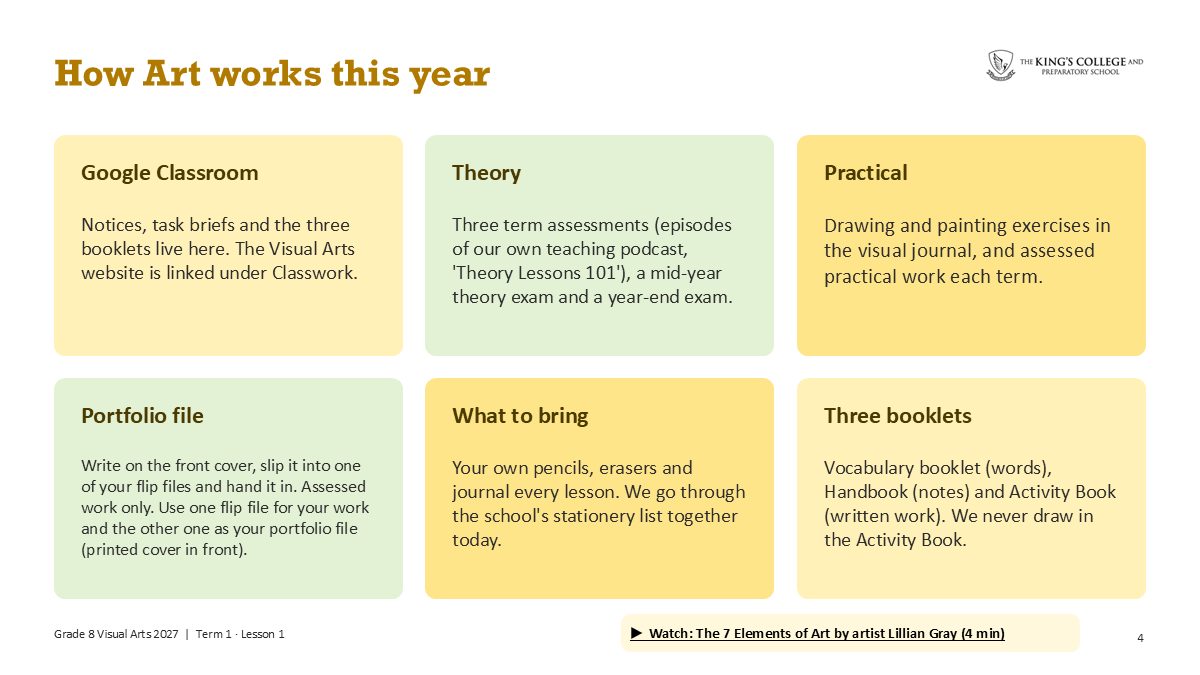 How Art works this year
THE KING'S COLLEGE AND
PREPARATORY SCHOOL
Google Classroom
Notices, task briefs and the three
booklets live here. The Visual Arts
website is linked under Classwork.
Theory
Three term assessments (episodes
of our own teaching podcast,
'Theory Lessons 101'), a mid-year
theory exam and a year-end exam.
Practical
Drawing and painting exercises in
the visual journal, and assessed
practical work each term.
Portfolio file
Write on the front cover, slip it into one
of your flip files and hand it in. Assessed
work only. Use one flip file for your work
and the other one as your portfolio file
(printed cover in front).
What to bring
Your own pencils, erasers and
journal every lesson. We go through
the school's stationery list together
today.
Three booklets
Vocabulary booklet (words),
Handbook (notes) and Activity Book
(written work). We never draw in
the Activity Book.
Grade 8 Visual Arts 2027 | Term 1 · Lesson 1
▶ Watch: The 7 Elements of Art by artist Lillian Gray (4 min)
4